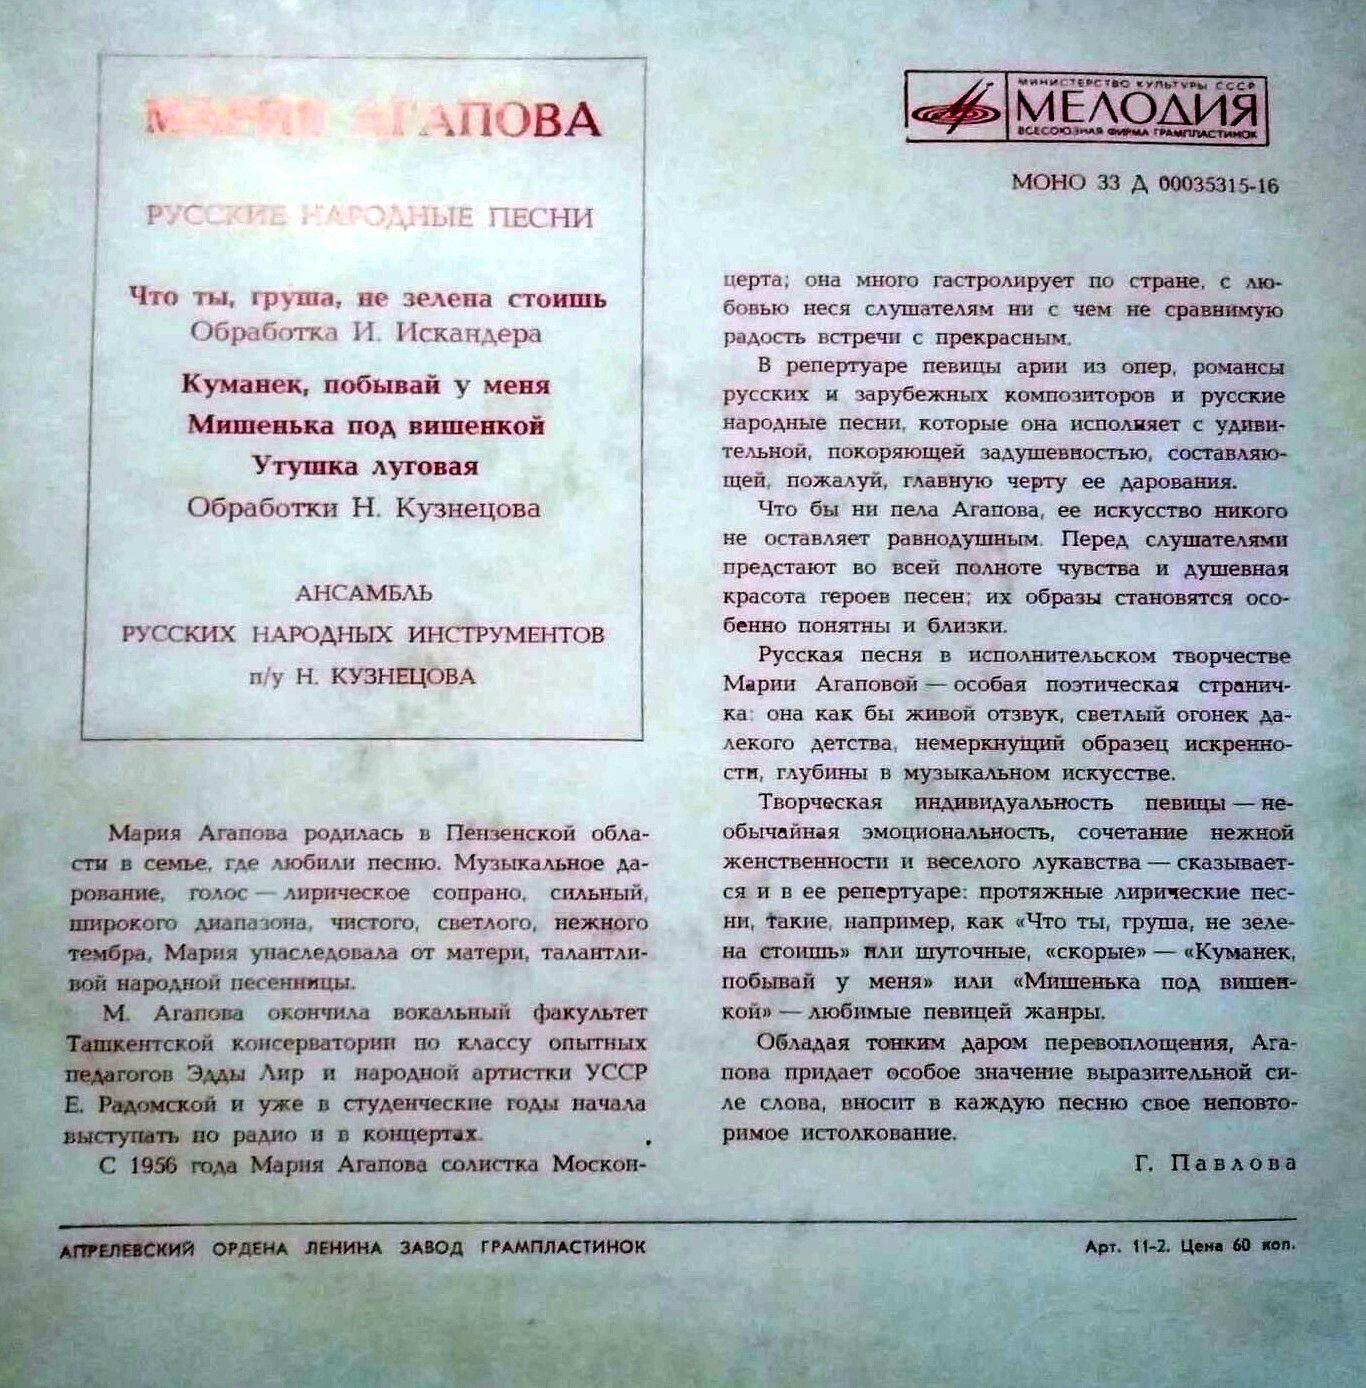 МАРИЯ АГАПОВА
РУССКИЕ НАРОДНЫЕ ПЕСНИ
Что ты, груша, не зелена стоишь
Обработка И. Искандера
Куманек, побывай у меня
Мишенька под вишенкой
Утушка луговая
Обработки Н. Кузнецова
АНСАМБЛЬ
РУССКИХ НАРОДНЫХ ИНСТРУМЕНТОВ
п/у Н. КУЗНЕЦОВА
Мария Агапова родилась в Пензенской обла-
сти в семье, где любили песню. Музыкальное да-
рование, голос — лирическое сопрано, сильный,
широкого диапазона, чистого, светлого, нежного
тембра, Мария унаследовала от матери, талантли-
вой народной песенницы.
М. Агапова окончила вокальный факультет
Ташкентской консерватории по классу опытных
педагогов Эдды Лир и народной артистки УССР
Е. Радомской и уже в студенческие годы начала
выступать по радио и в концертах.
С 1956 года Мария Агапова солистка Москон-
МИНИСТЕРСТВО КУЛЬТУРЫ СССР
МЕЛОДИЯ
ВСЕСОЮЗНАЯ ФИРМА ГРАМПЛАСТИНОК
МОНО 33 Д 00035315-16
церта; она много гастролирует по стране, с лю-
бовью неся слушателям ни с чем не сравнимую
радость встречи с прекрасным.
В репертуаре певицы арии из опер, романсы
русских и зарубежных композиторов и русские
народные песни, которые она исполняет с удиви-
тельной, покоряющей задушевностью, составляю-
щей, пожалуй, главную черту ее дарования.
Что бы ни пела Агапова, ее искусство никого
не оставляет равнодушным. Перед слушателями
предстают во всей полноте чувства и душевная
красота героев песен; их образы становятся осо-
бенно понятны и близки.
Русская песня в исполнительском творчестве
Марии Агаповой — особая поэтическая странич-
ка: она как бы живой отзвук, светлый огонек да-
лекого детства, немеркнущий образец искренно-
сти, глубины в музыкальном искусстве.
Творческая индивидуальность певицы — не-
обычайная эмоциональность, сочетание нежной
женственности и веселого лукавства — сказывает-
ся и в ее репертуаре: протяжные лирические пес-
ни, такие, например, как «Что ты, груша, не зеле-
на стоишь» или шуточные, «скорые» — «Куманек,
побывай у меня» или «Мишенька под вишен-
кой» — любимые певицей жанры.
Обладая тонким даром перевоплощения, Ага-
пова придает особое значение выразительной си-
ле слова, вносит в каждую песню свое неповто-
римое истолкование.
Г. Павлова
АПРЕЛЕВСКИЙ ОРДЕНА ЛЕНИНА ЗАВОД ГРАМПЛАСТИНОК
Арт. 11-2. Цена 60 коп.